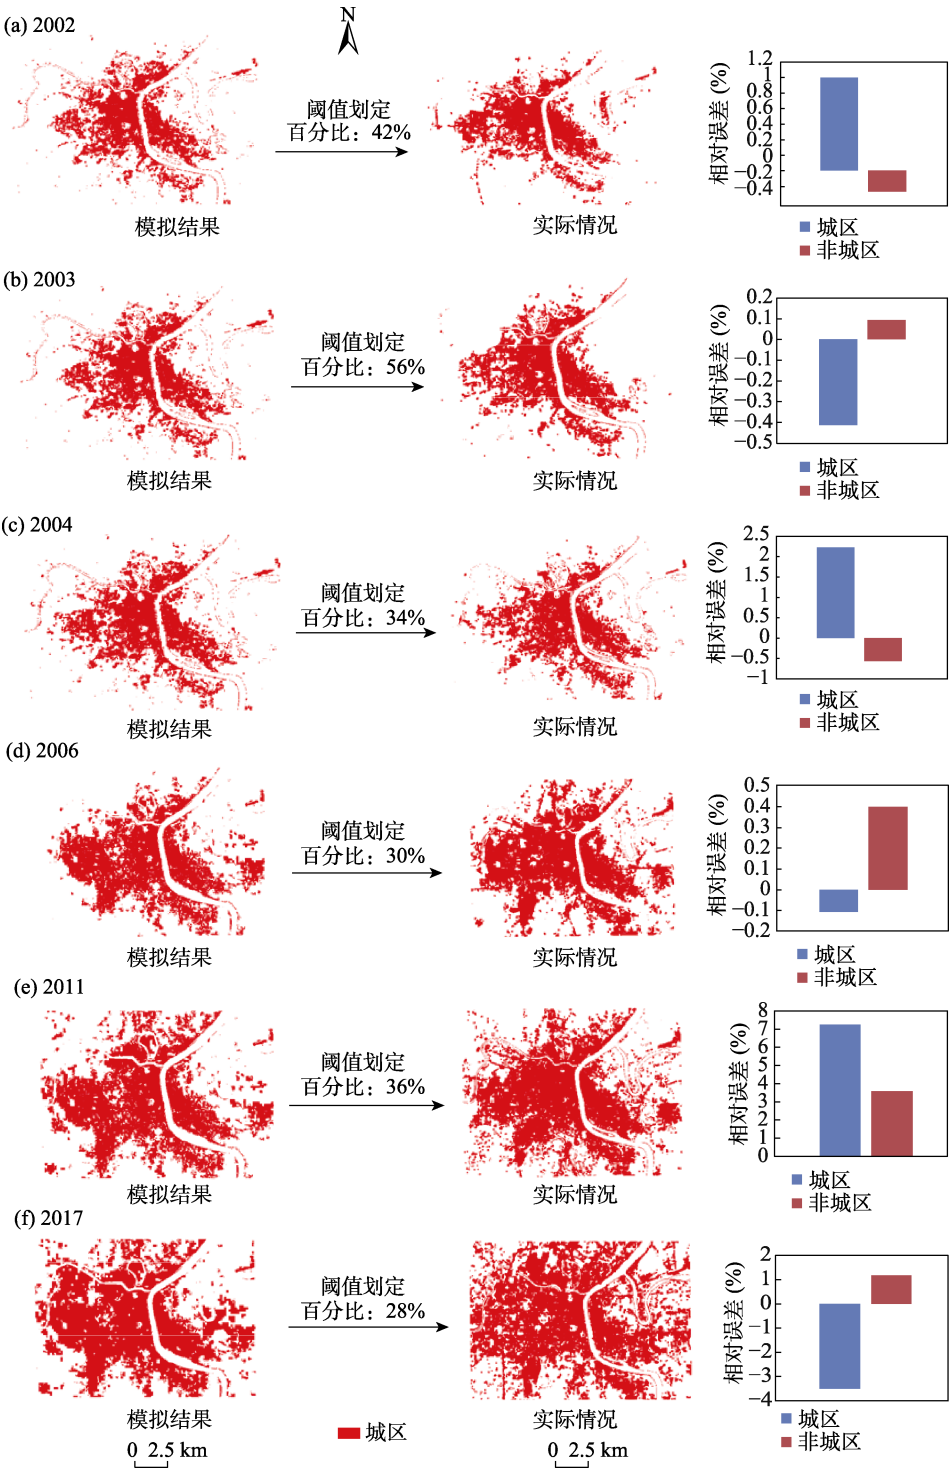 (a) 2002
N
阈值划定
百分比：42%
模拟结果
实际情况
相对误差 (%)
1.2
1
0.8
0.6
0.4
0.2
0
−0.2
−0.4
城区
非城区
(b) 2003
阈值划定
百分比：56%
模拟结果
实际情况
相对误差 (%)
0.2
0.1
0
−0.1
−0.2
−0.3
−0.4
−0.5
城区
非城区
(c) 2004
阈值划定
百分比：34%
模拟结果
实际情况
相对误差 (%)
2.5
2
1.5
1
0.5
0
−0.5
−1
城区
非城区
(d) 2006
阈值划定
百分比：30%
模拟结果
实际情况
相对误差 (%)
0.5
0.4
0.3
0.2
0.1
0
−0.1
−0.2
城区
非城区
(e) 2011
阈值划定
百分比：36%
模拟结果
实际情况
相对误差 (%)
8
7
6
5
4
3
2
1
0
城区
非城区
(f) 2017
阈值划定
百分比：28%
模拟结果
实际情况
相对误差 (%)
2
1
0
−1
−2
−3
−4
城区
非城区
城区
0 2.5 km
0 2.5 km